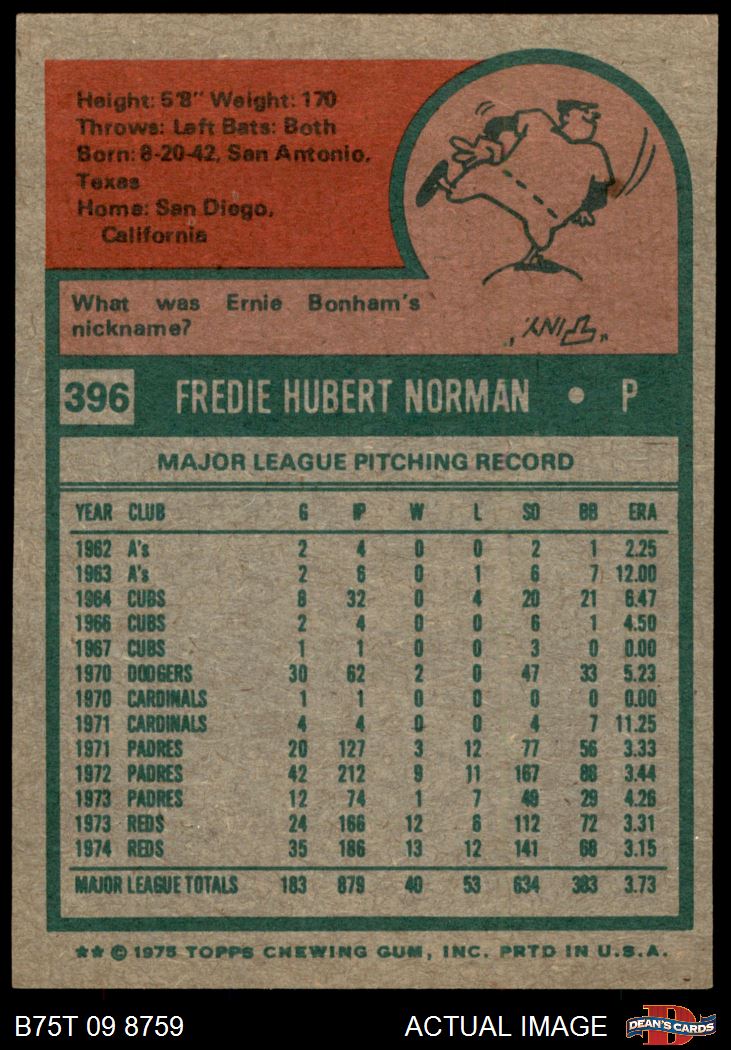 Height: 5'8" Weight: 170
Throws: Left Bats: Both
Born: 8-20-42, San Antonio,
Texas
Home: San Diego,
California
What was Ernie Bonham's
nickname?
"TINY."
396 FREDIE HUBERT NORMAN • P
MAJOR LEAGUE PITCHING RECORD
YEAR CLUB G IP W L SO BB ERA
1962 A's 2 4 0 0 2 1 2.25
1963 A's 2 6 0 1 6 7 12.00
1964 CUBS 8 32 0 4 20 21 6.47
1966 CUBS 2 4 0 0 6 1 4.50
1967 CUBS 1 1 0 0 3 0 0.00
1970 DODGERS 30 62 2 0 47 33 5.23
1970 CARDINALS 1 1 0 0 0 0 0.00
1971 CARDINALS 4 4 0 0 4 7 11.25
1971 PADRES 20 127 3 12 77 56 3.33
1972 PADRES 42 212 9 11 167 88 3.44
1973 PADRES 12 74 1 7 49 29 4.26
1973 REDS 24 166 12 6 112 72 3.31
1974 REDS 35 186 13 12 141 68 3.15
MAJOR LEAGUE TOTALS 183 879 40 53 634 383 3.73
★★ © 1975 TOPPS CHEWING GUM, INC. PRTD IN U.S.A.
B75T 09 8759 ACTUAL IMAGE DEAN'S CARDS